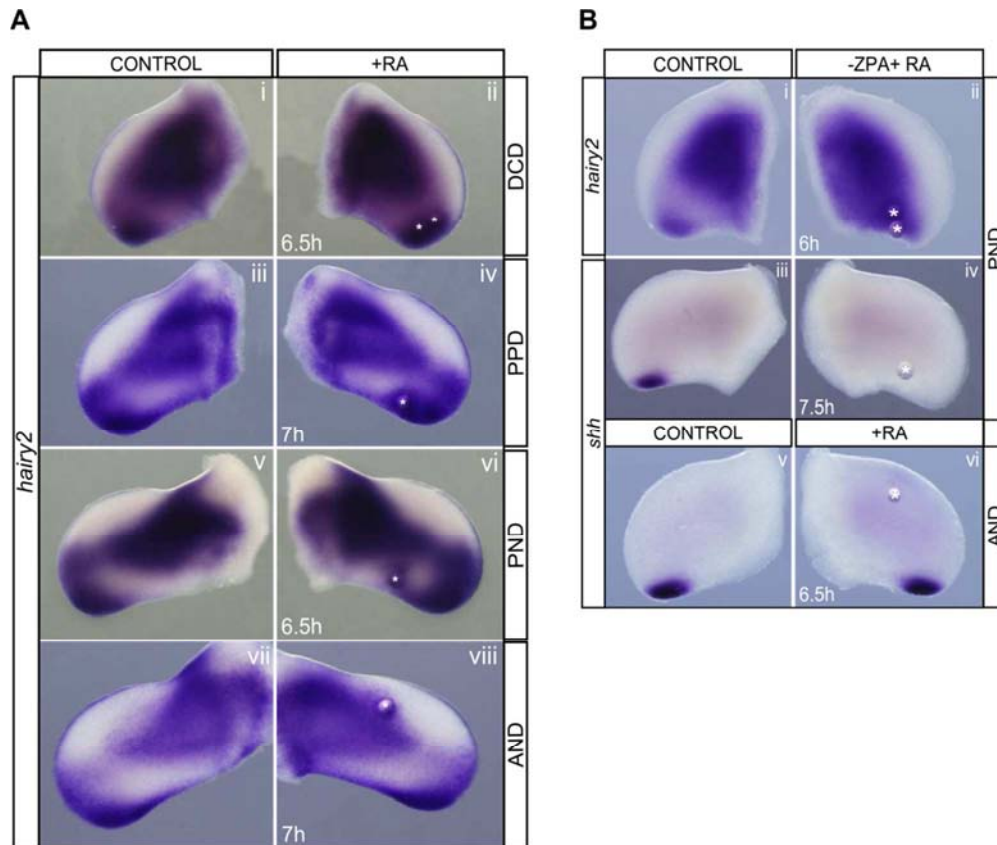 A
CONTROL +RA
i ii
DCD
6.5h * *
iii iv
PPD
7h *
hairy2
v vi
PND
6.5h *
vii viii
AND
7h *
B
CONTROL -ZPA+ RA
i ii
hairy2
6h * *
PND
iii iv
7.5h *
shh
CONTROL +RA
v vi
AND
6.5h *